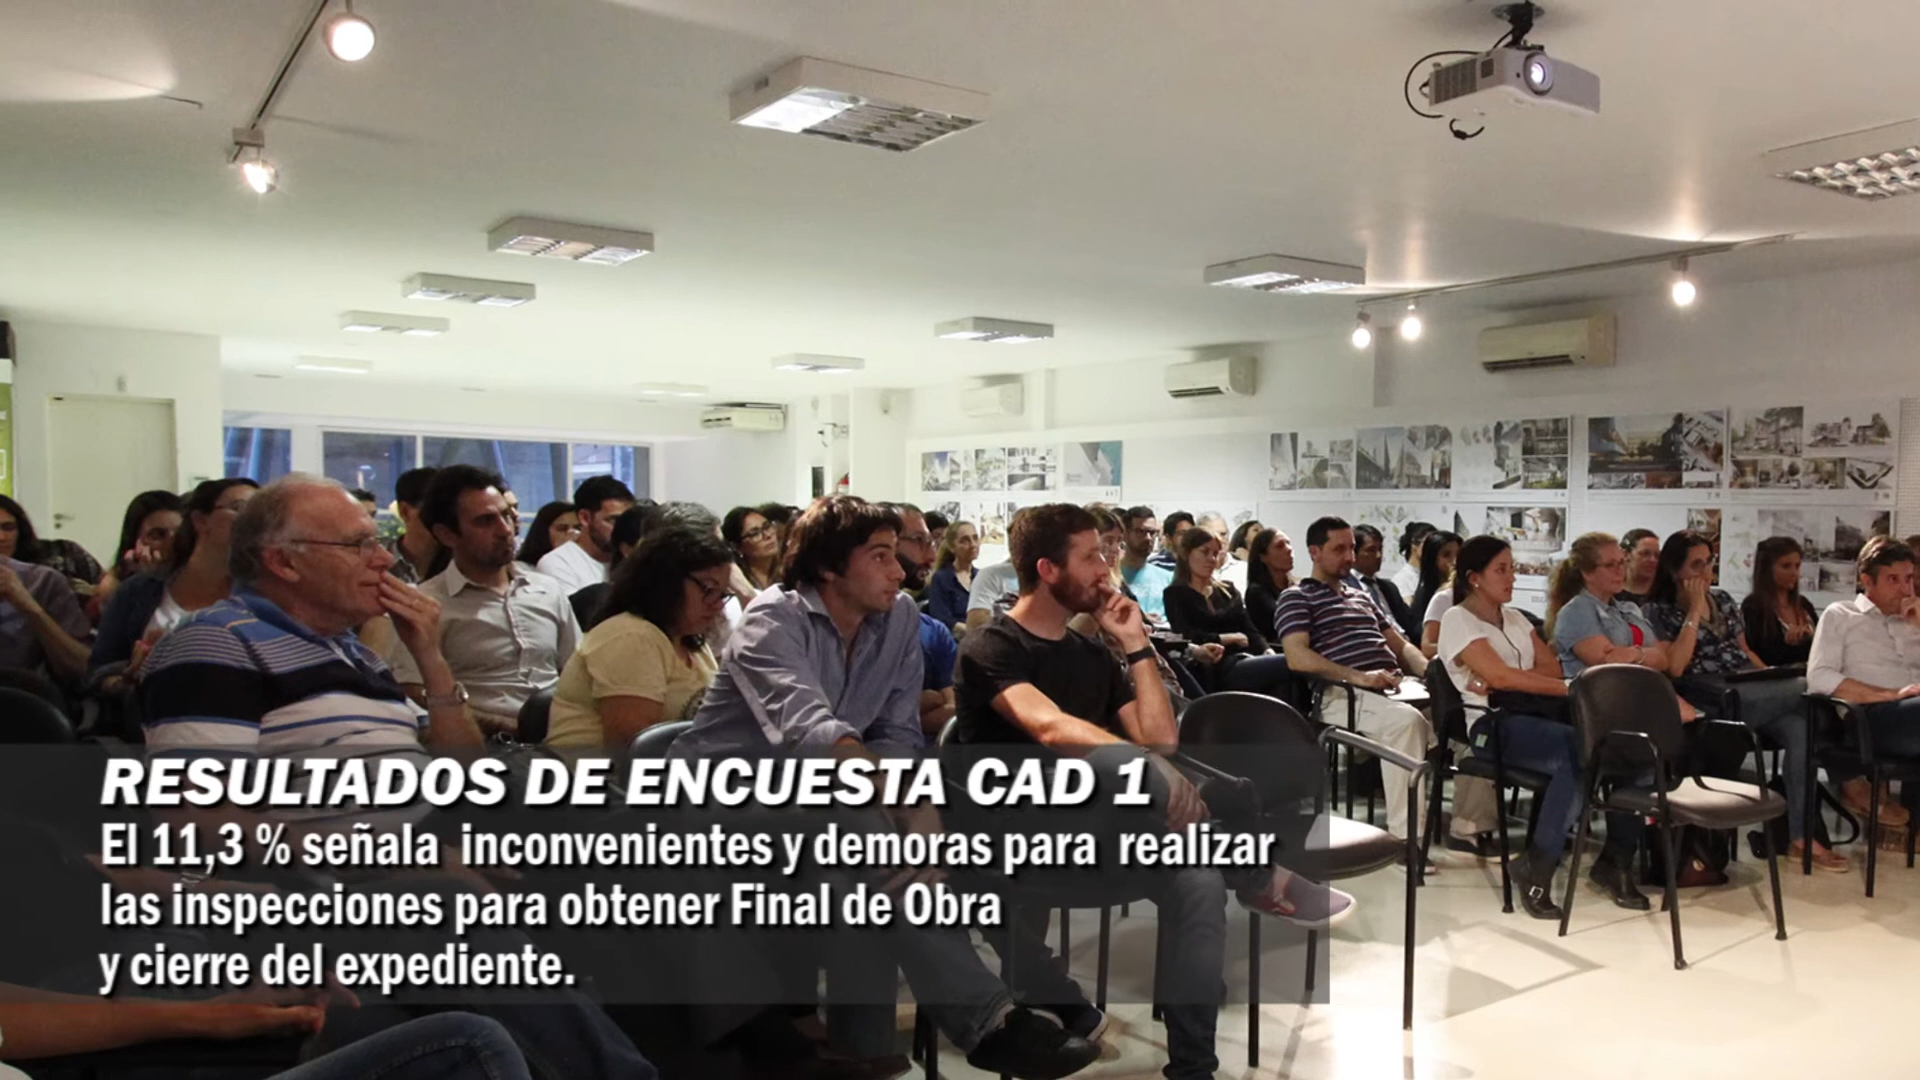 RESULTADOS DE ENCUESTA CAD 1
El 11,3 % señala inconvenientes y demoras para realizar
las inspecciones para obtener Final de Obra
y cierre del expediente.